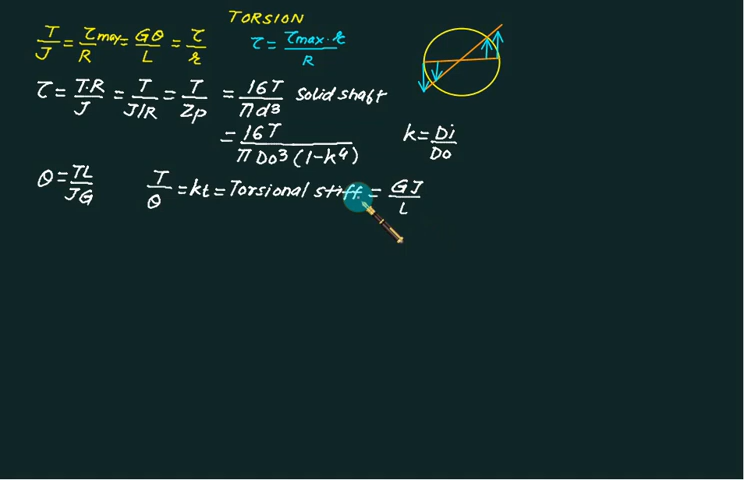 TORSION
T/J = τmax/R = Gθ/L = τ/r
τ = τmax·r/R
τ = T.R/J = T/J/R = T/Zp = 16T/πd³ solid shaft
= 16T/πDo³(1-k⁴)
k = Di/Do
θ = TL/JG
T/θ = kt = Torsional stiff. = GJ/L